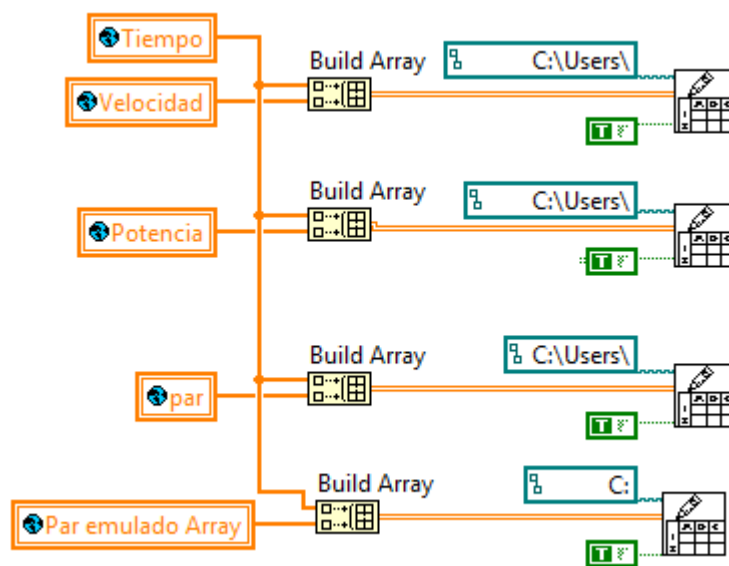 Tiempo
Build Array
C:\Users\
Velocidad
T
Build Array
C:\Users\
Potencia
T
Build Array
C:\Users\
par
T
Build Array
C:
Par emulado Array
T